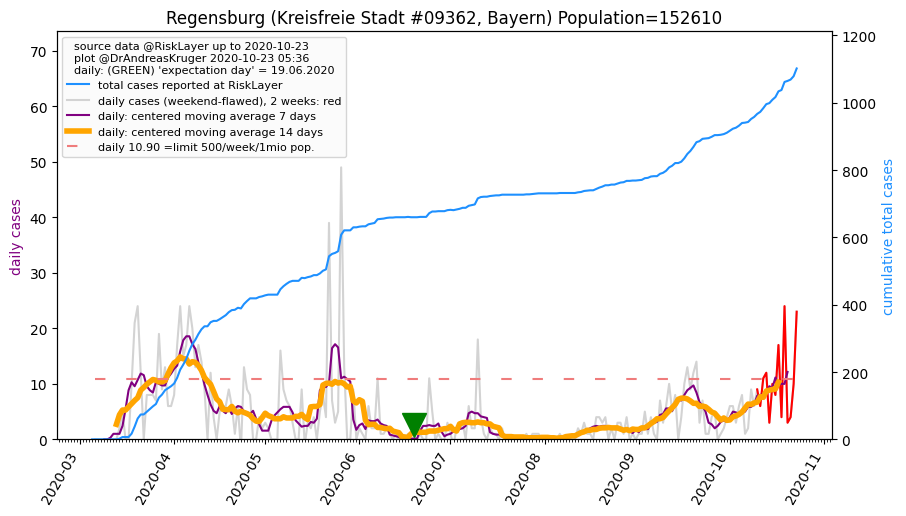 Regensburg (Kreisfreie Stadt #09362, Bayern) Population=152610
source data @RiskLayer up to 2020-10-23
plot @DrAndreasKruger 2020-10-23 05:36
daily: (GREEN) 'expectation day' = 19.06.2020
total cases reported at RiskLayer
daily cases (weekend-flawed), 2 weeks: red
daily: centered moving average 7 days
daily: centered moving average 14 days
daily 10.90 =limit 500/week/1mio pop.
daily cases
70
60
50
40
30
20
10
0
cumulative total cases
1200
1000
800
600
400
200
0
2020-03
2020-04
2020-05
2020-06
2020-07
2020-08
2020-09
2020-10
2020-11